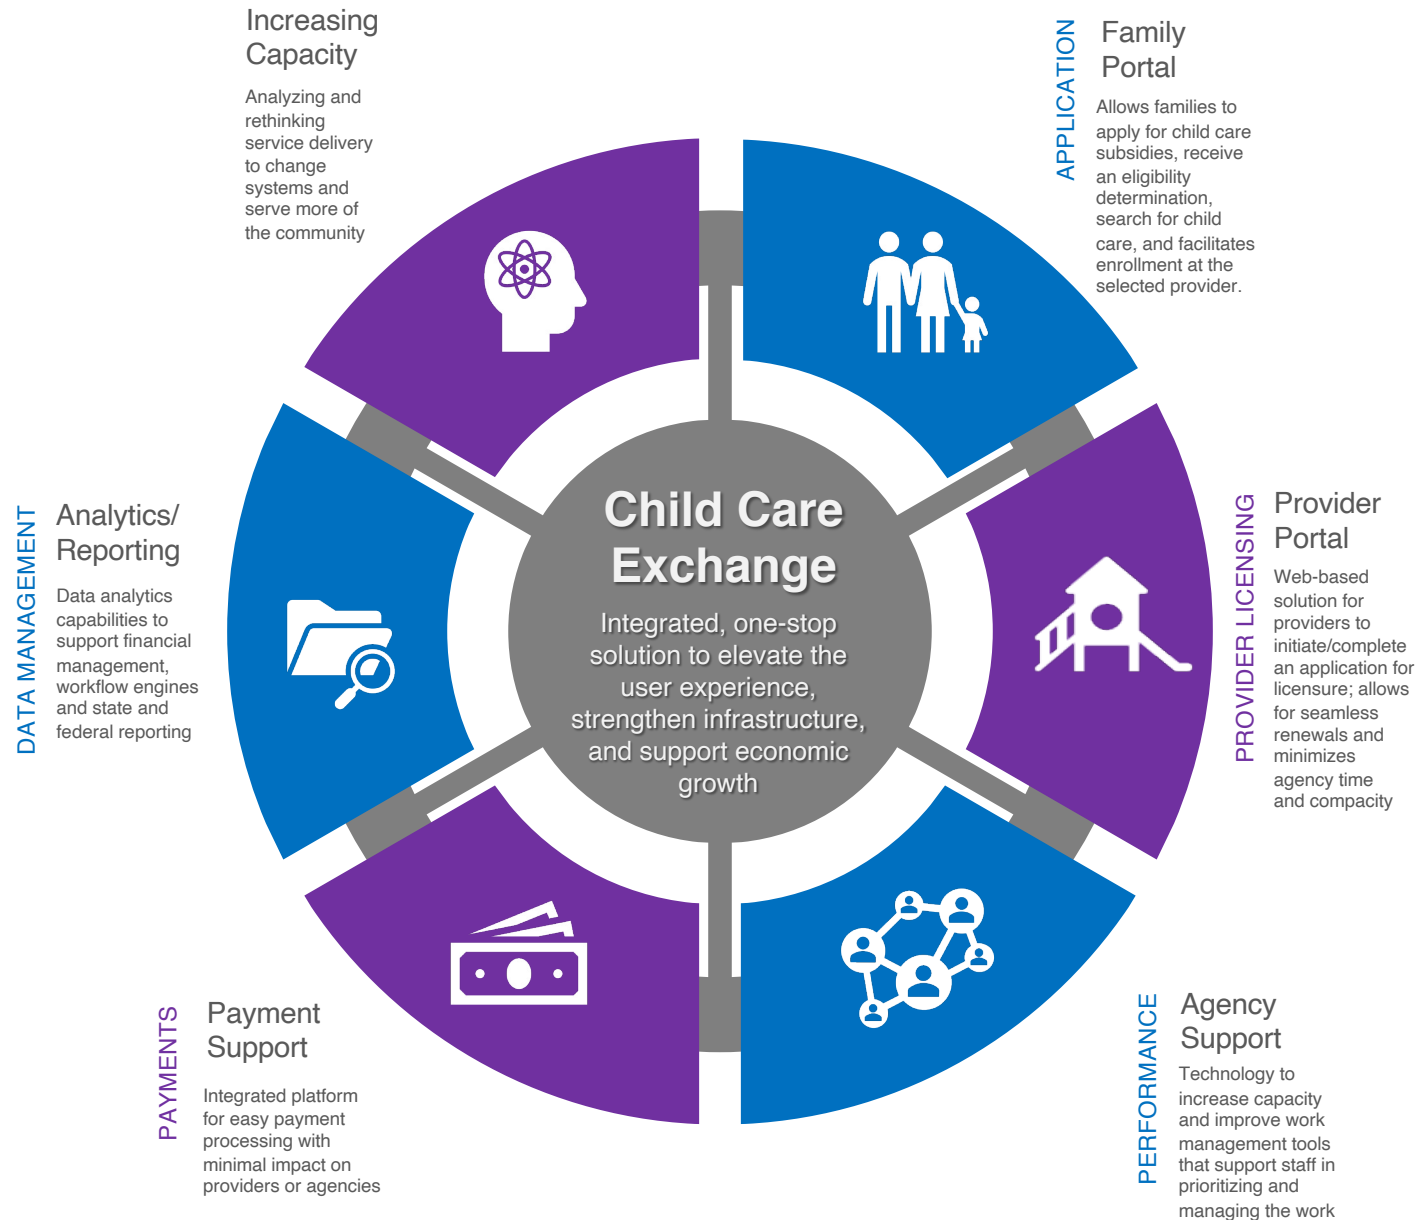 Increasing
Capacity
Analyzing and
rethinking
service delivery
to change
systems and
serve more of
the community
APPLICATION
Family
Portal
Allows families to
apply for child care
subsidies, receive
an eligibility
determination,
search for child
care, and facilitates
enrollment at the
selected provider.
Child Care
Exchange
Integrated, one-stop
solution to elevate the
user experience,
strengthen infrastructure,
and support economic
growth
DATA MANAGEMENT
Analytics/
Reporting
Data analytics
capabilities to
support financial
management,
workflow engines
and state and
federal reporting
PROVIDER LICENSING
Provider
Portal
Web-based
solution for
providers to
initiate/complete
an application for
licensure; allows
for seamless
renewals and
minimizes
agency time
and compacity
PAYMENTS
Payment
Support
Integrated platform
for easy payment
processing with
minimal impact on
providers or agencies
PERFORMANCE
Agency
Support
Technology to
increase capacity
and improve work
management tools
that support staff in
prioritizing and
managing the work